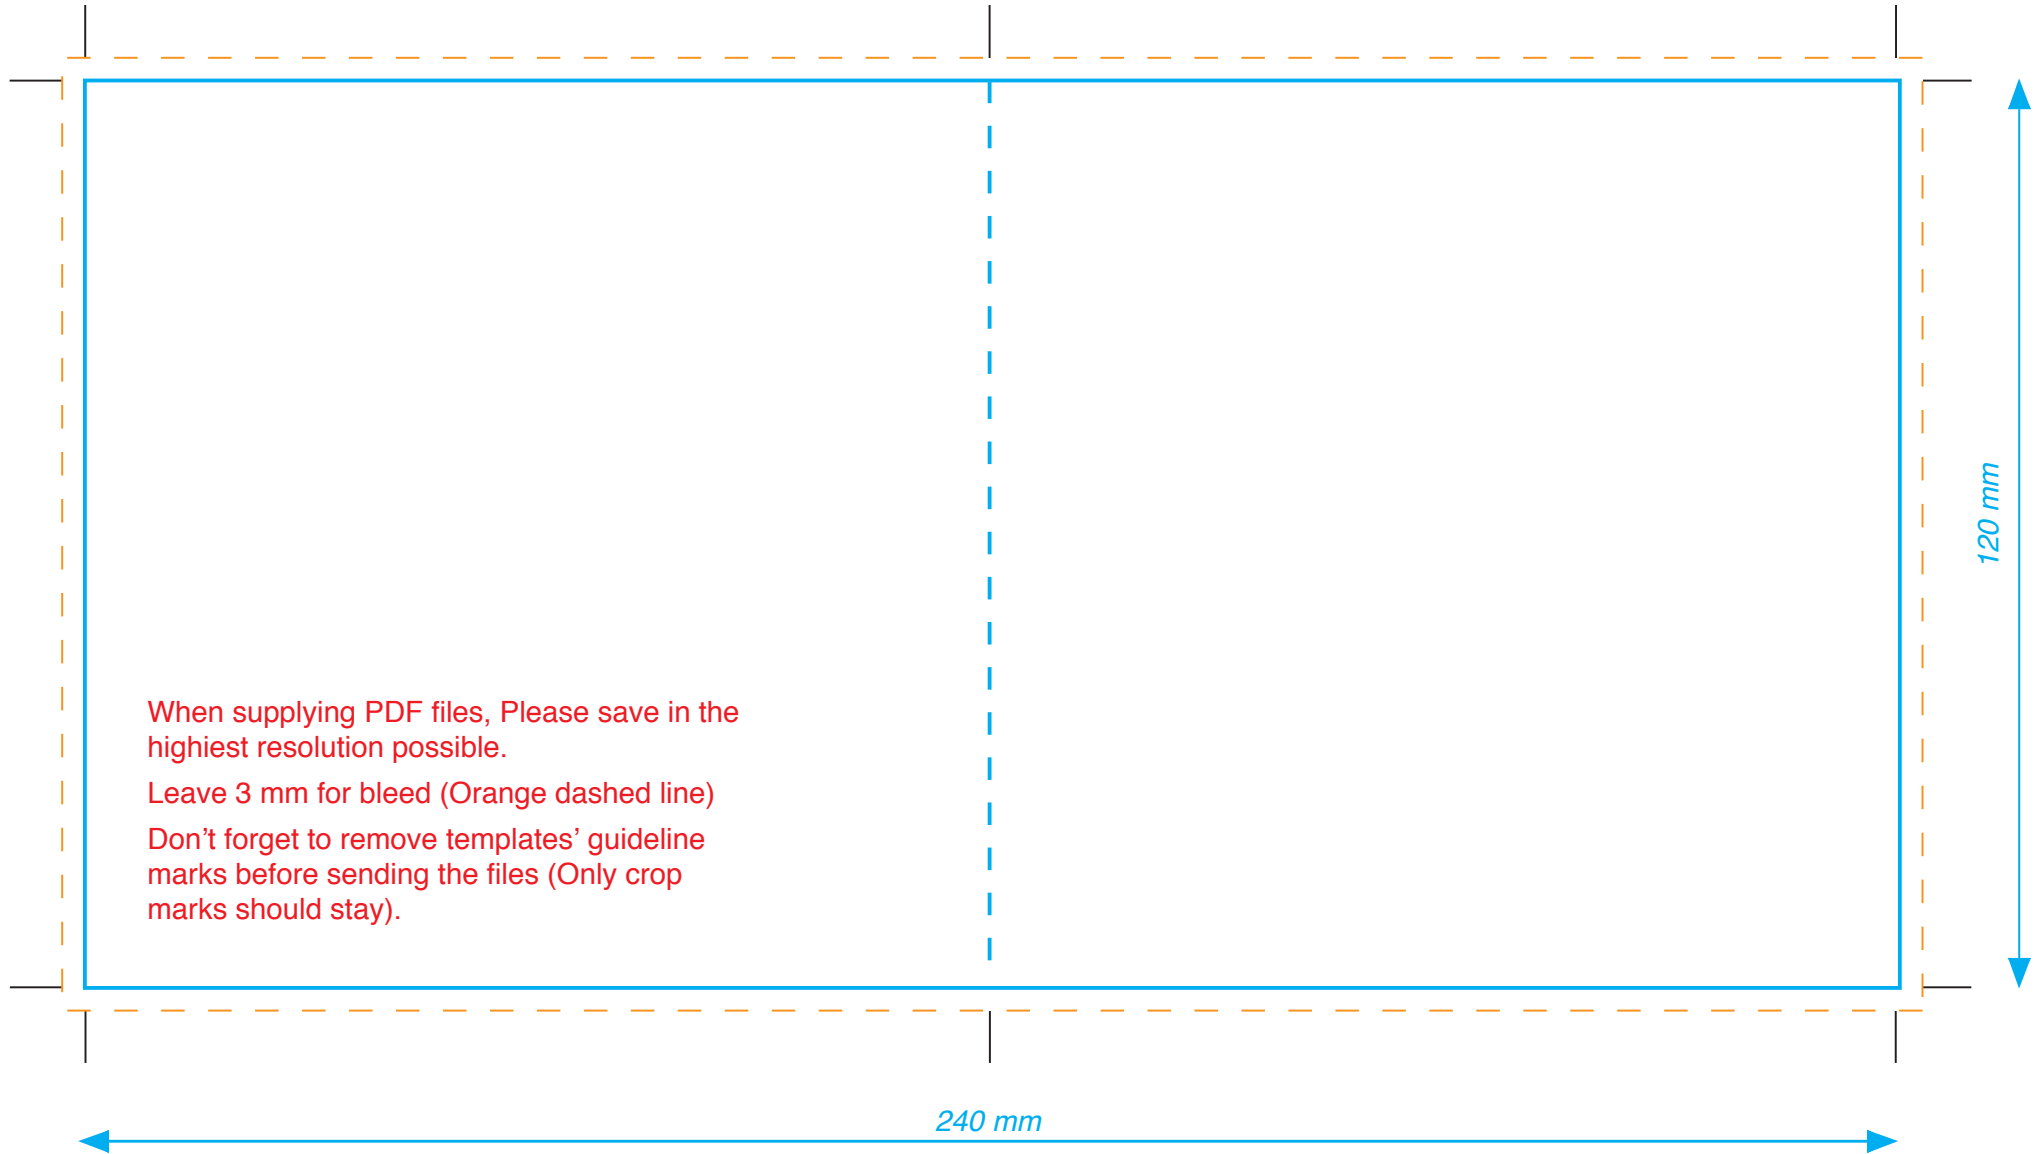 When supplying PDF files, Please save in the
highiest resolution possible.
Leave 3 mm for bleed (Orange dashed line)
Don’t forget to remove templates’ guideline
marks before sending the files (Only crop
marks should stay).
120 mm
240 mm